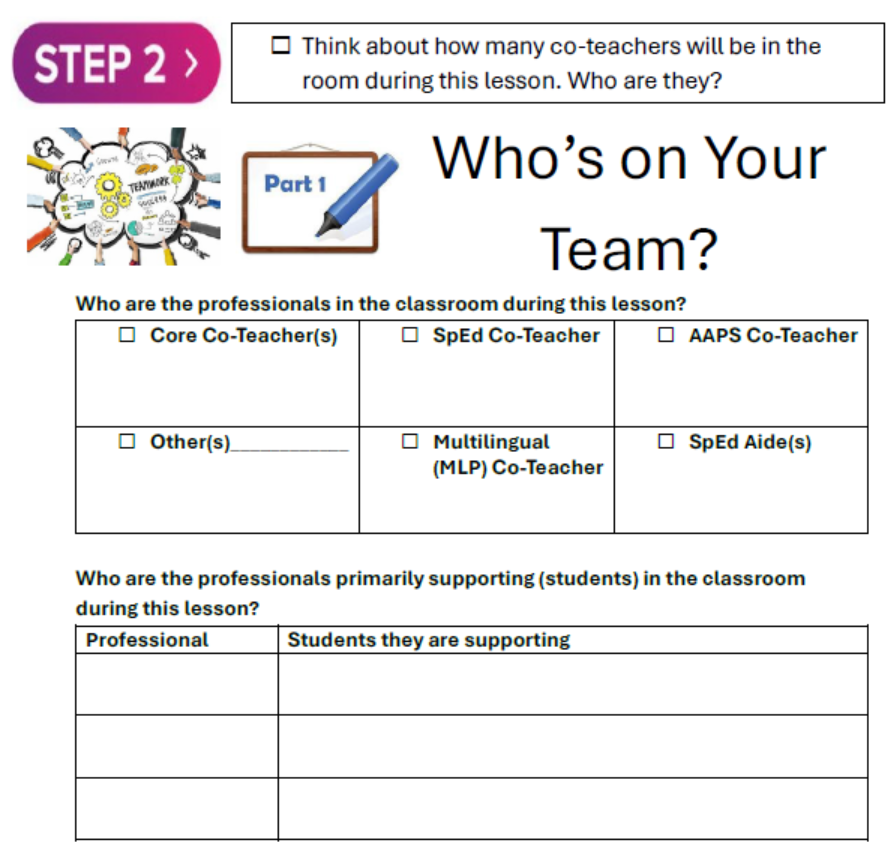 STEP 2 >
☐ Think about how many co-teachers will be in the
room during this lesson. Who are they?
TEAMWORK
SUCCESS
Part 1
Who's on Your
Team?
Who are the professionals in the classroom during this lesson?
☐ Core Co-Teacher(s)
☐ SpEd Co-Teacher
☐ AAPS Co-Teacher
☐ Other(s)____________
☐ Multilingual
(MLP) Co-Teacher
☐ SpEd Aide(s)
Who are the professionals primarily supporting (students) in the classroom
during this lesson?
Professional
Students they are supporting